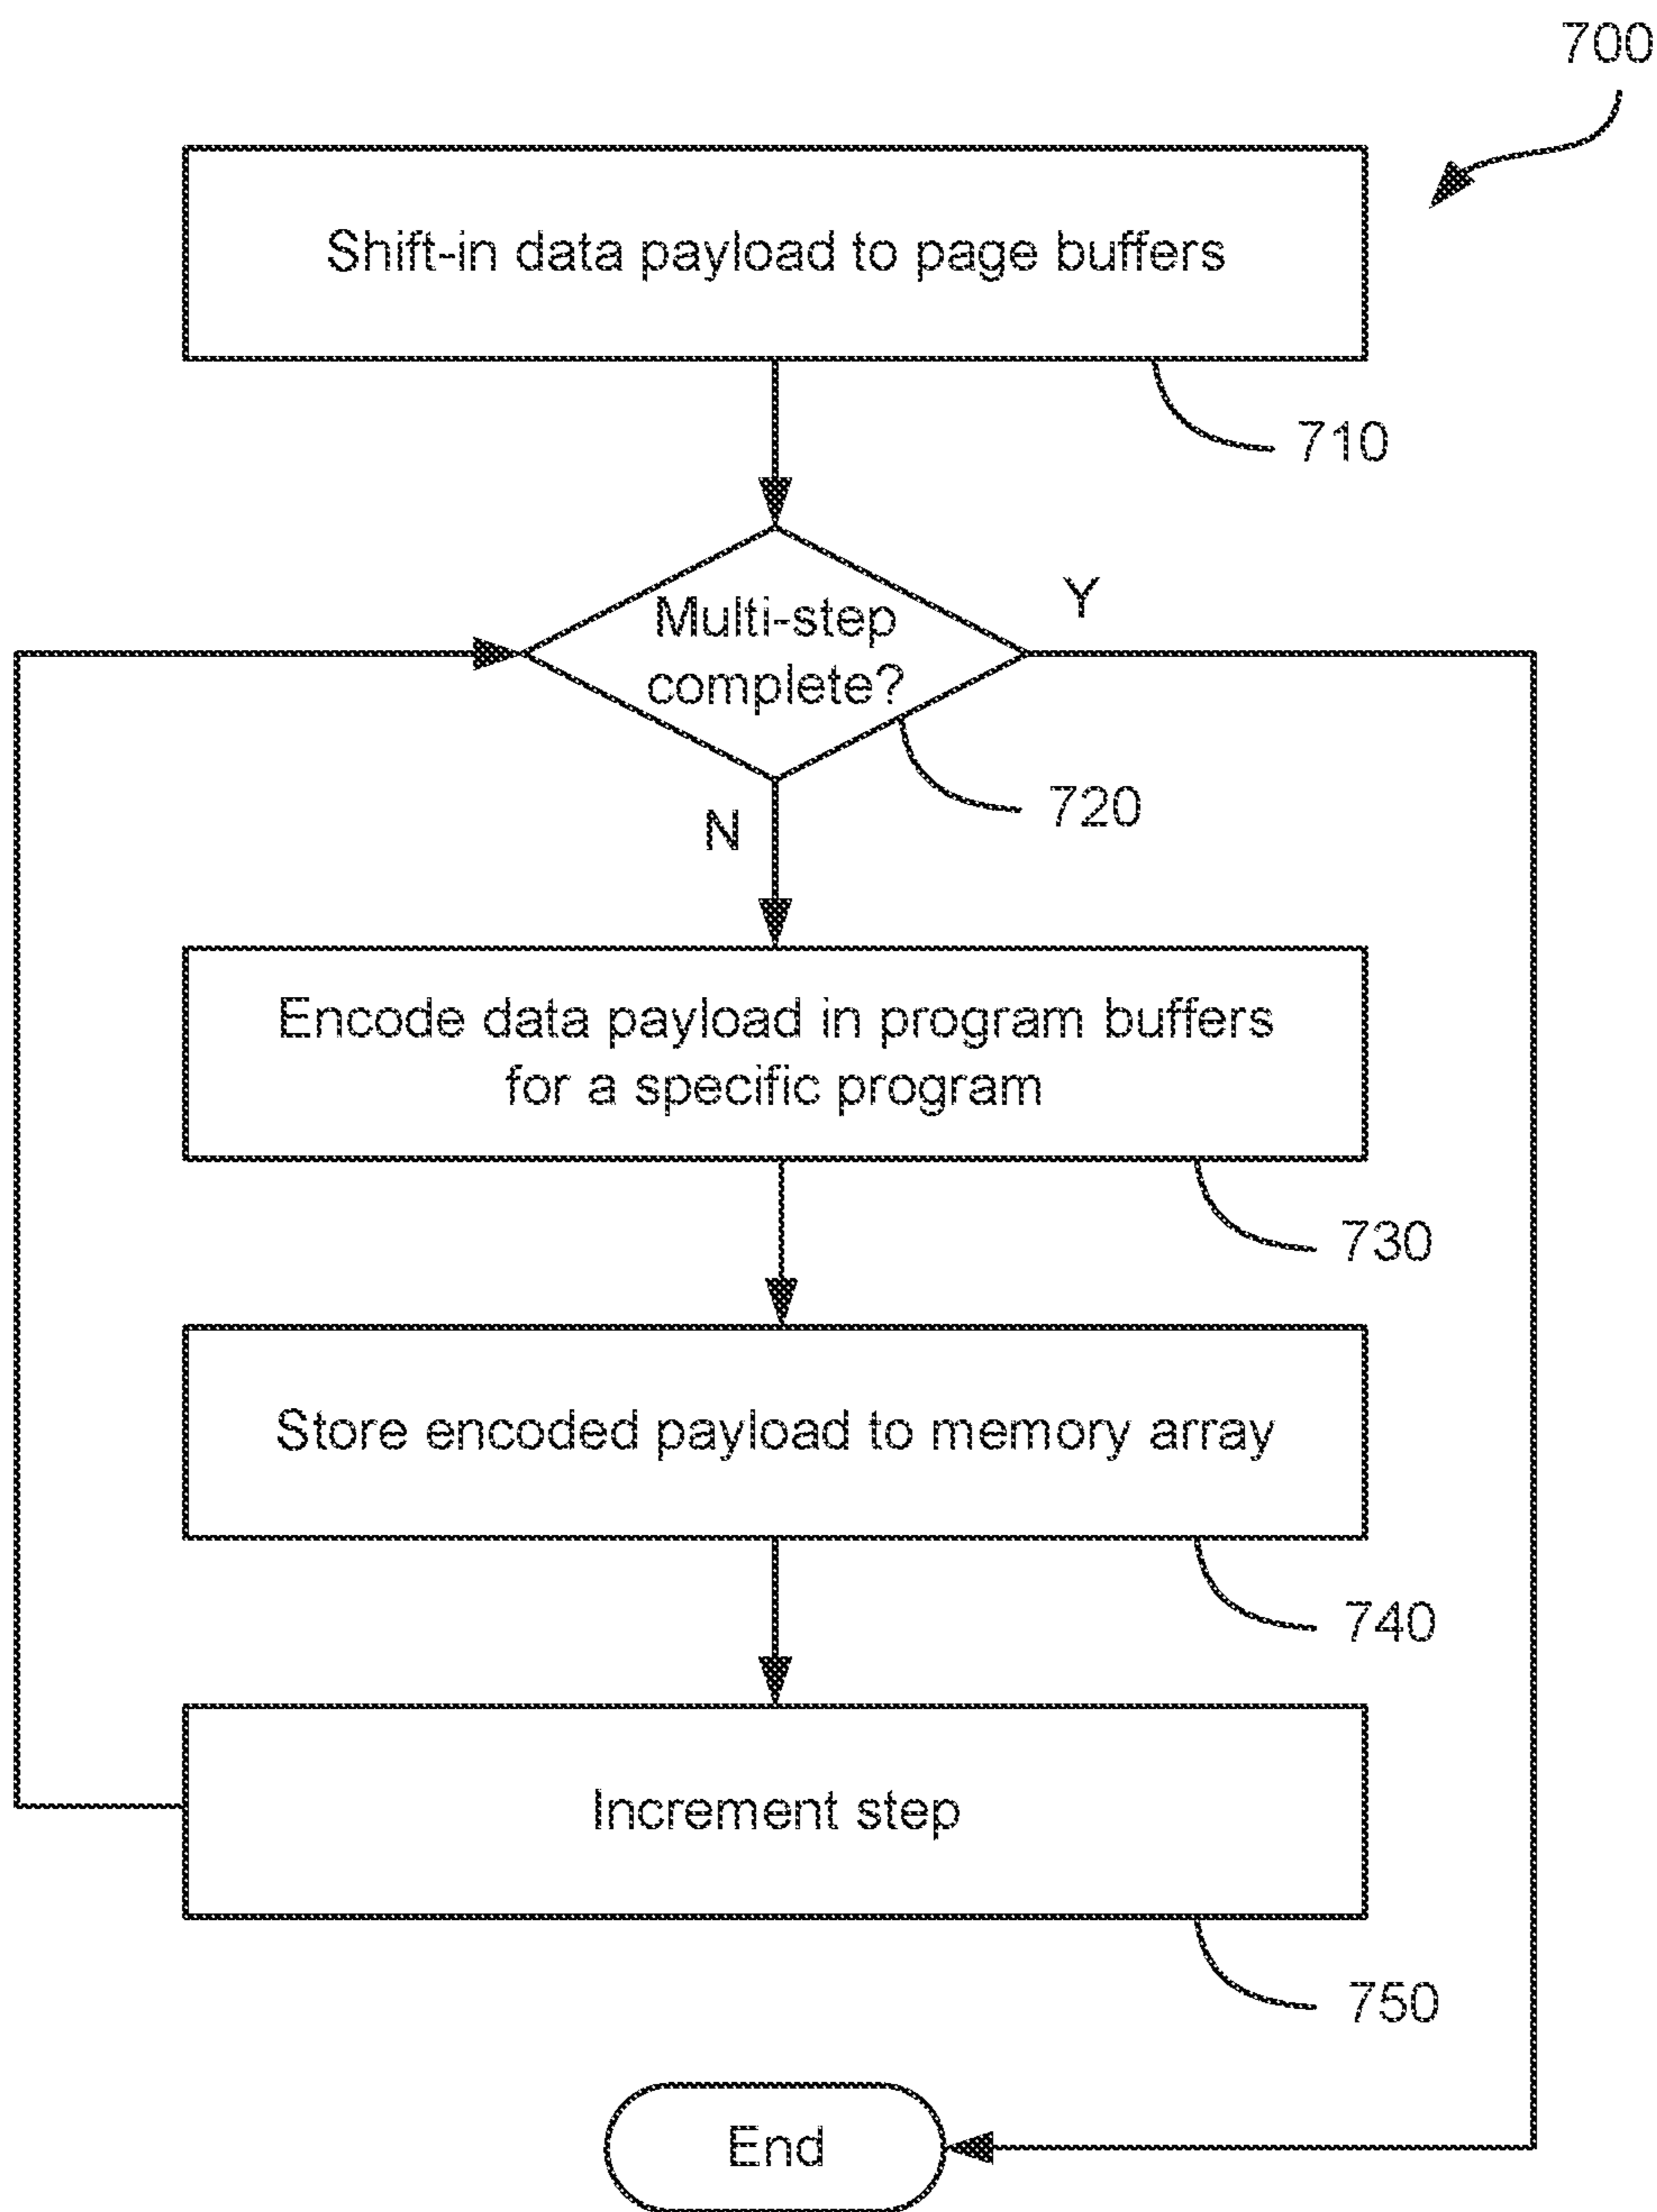 700
Shift-in data payload to page buffers
710
Multi-step
complete?
Y
720
N
Encode data payload in program buffers
for a specific program
730
Store encoded payload to memory array
740
Increment step
750
End